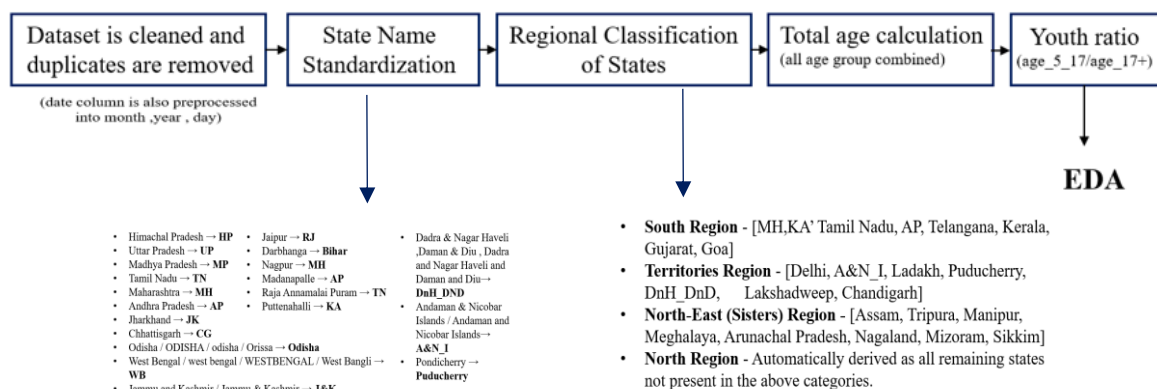 Dataset is cleaned and
duplicates are removed
(date column is also preprocessed
into month ,year , day)
State Name
Standardization
Regional Classification
of States
Total age calculation
(all age group combined)
Youth ratio
(age_5_17/age_17+)
EDA
• Himachal Pradesh → HP
• Uttar Pradesh → UP
• Madhya Pradesh → MP
• Tamil Nadu → TN
• Maharashtra → MH
• Andhra Pradesh → AP
• Jharkhand → JK
• Chhattisgarh → CG
• Odisha / ODISHA / odisha / Orissa → Odisha
• West Bengal / west bengal / WESTBENGAL / West Bangli →
WB
• Jammu and Kashmir / Jammu & Kashmir → J&K
• Jaipur → RJ
• Darbhanga → Bihar
• Nagpur → MH
• Madanapalle → AP
• Raja Annamalai Puram → TN
• Puttenahalli → KA
• Dadra & Nagar Haveli
,Daman & Diu , Dadra
and Nagar Haveli and
Daman and Diu→
DnH_DND
• Andaman & Nicobar
Islands / Andaman and
Nicobar Islands→
A&N_I
• Pondicherry →
Puducherry
• South Region - [MH,KA' Tamil Nadu, AP, Telangana, Kerala,
Gujarat, Goa]
• Territories Region - [Delhi, A&N_I, Ladakh, Puducherry,
DnH_DnD, Lakshadweep, Chandigarh]
• North-East (Sisters) Region - [Assam, Tripura, Manipur,
Meghalaya, Arunachal Pradesh, Nagaland, Mizoram, Sikkim]
• North Region - Automatically derived as all remaining states
not present in the above categories.